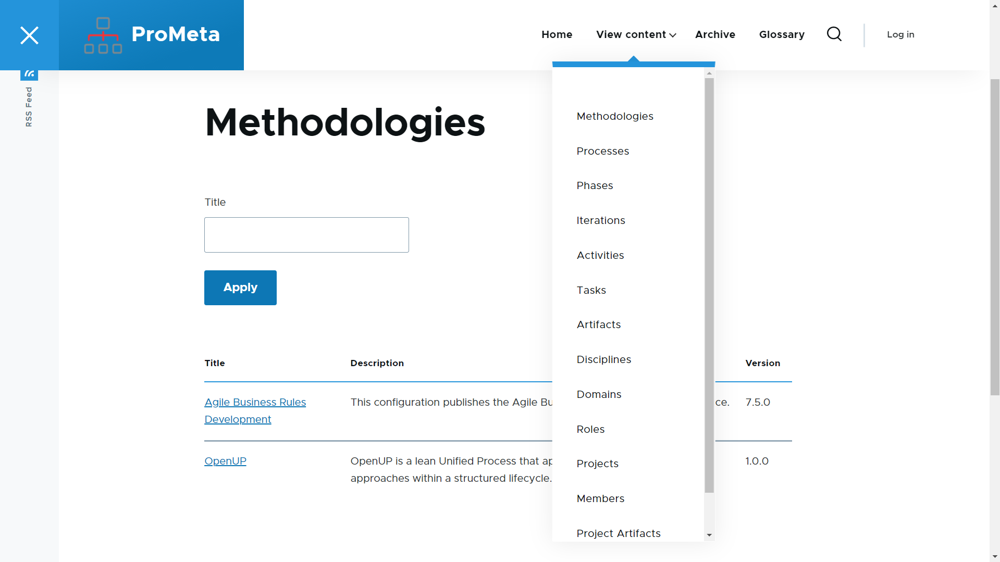 ProMeta
Home
View content
Archive
Glossary
Log in
RSS Feed
Methodologies
Title
Apply
Title
Description
Version
Agile Business Rules
Development
This configuration publishes the Agile Bu
ce.
7.5.0
OpenUP
OpenUP is a lean Unified Process that ap
approaches within a structured lifecycle.
1.0.0
Methodologies
Processes
Phases
Iterations
Activities
Tasks
Artifacts
Disciplines
Domains
Roles
Projects
Members
Project Artifacts